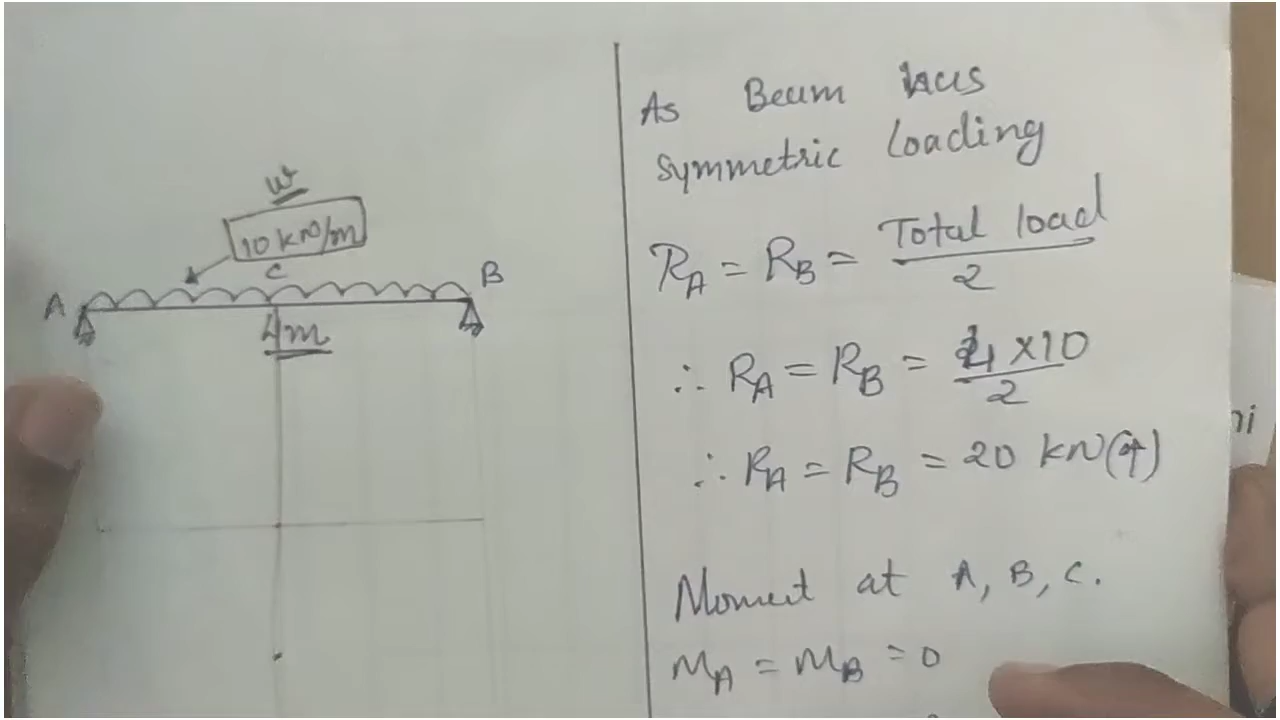 w
10 kN/m
C
A
B
4m
As Beam has
symmetric loading
RA = RB = Total load
2
∴ RA = RB = 4 ×10
2
∴ RA = RB = 20 kN(↑)
Moment at A, B, C.
MA = MB = 0
ni